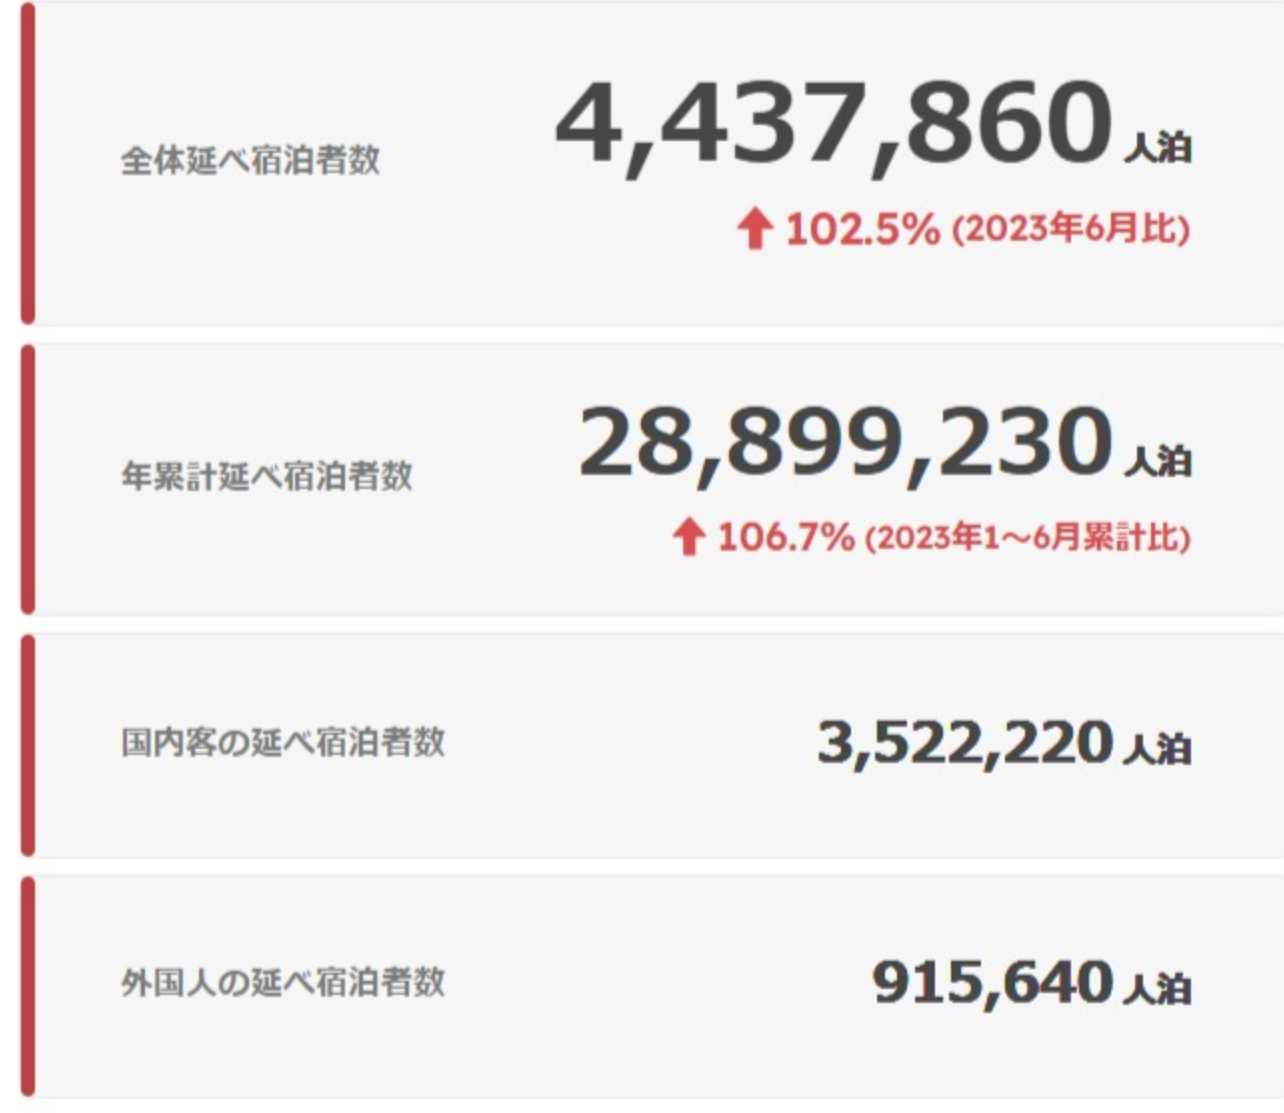 全体延べ宿泊者数
4,437,860 人泊
102.5% (2023年6月比)
年累計延べ宿泊者数
28,899,230 人泊
106.7% (2023年1～6月累計比)
国内客の延べ宿泊者数
3,522,220 人泊
外国人の延べ宿泊者数
915,640 人泊